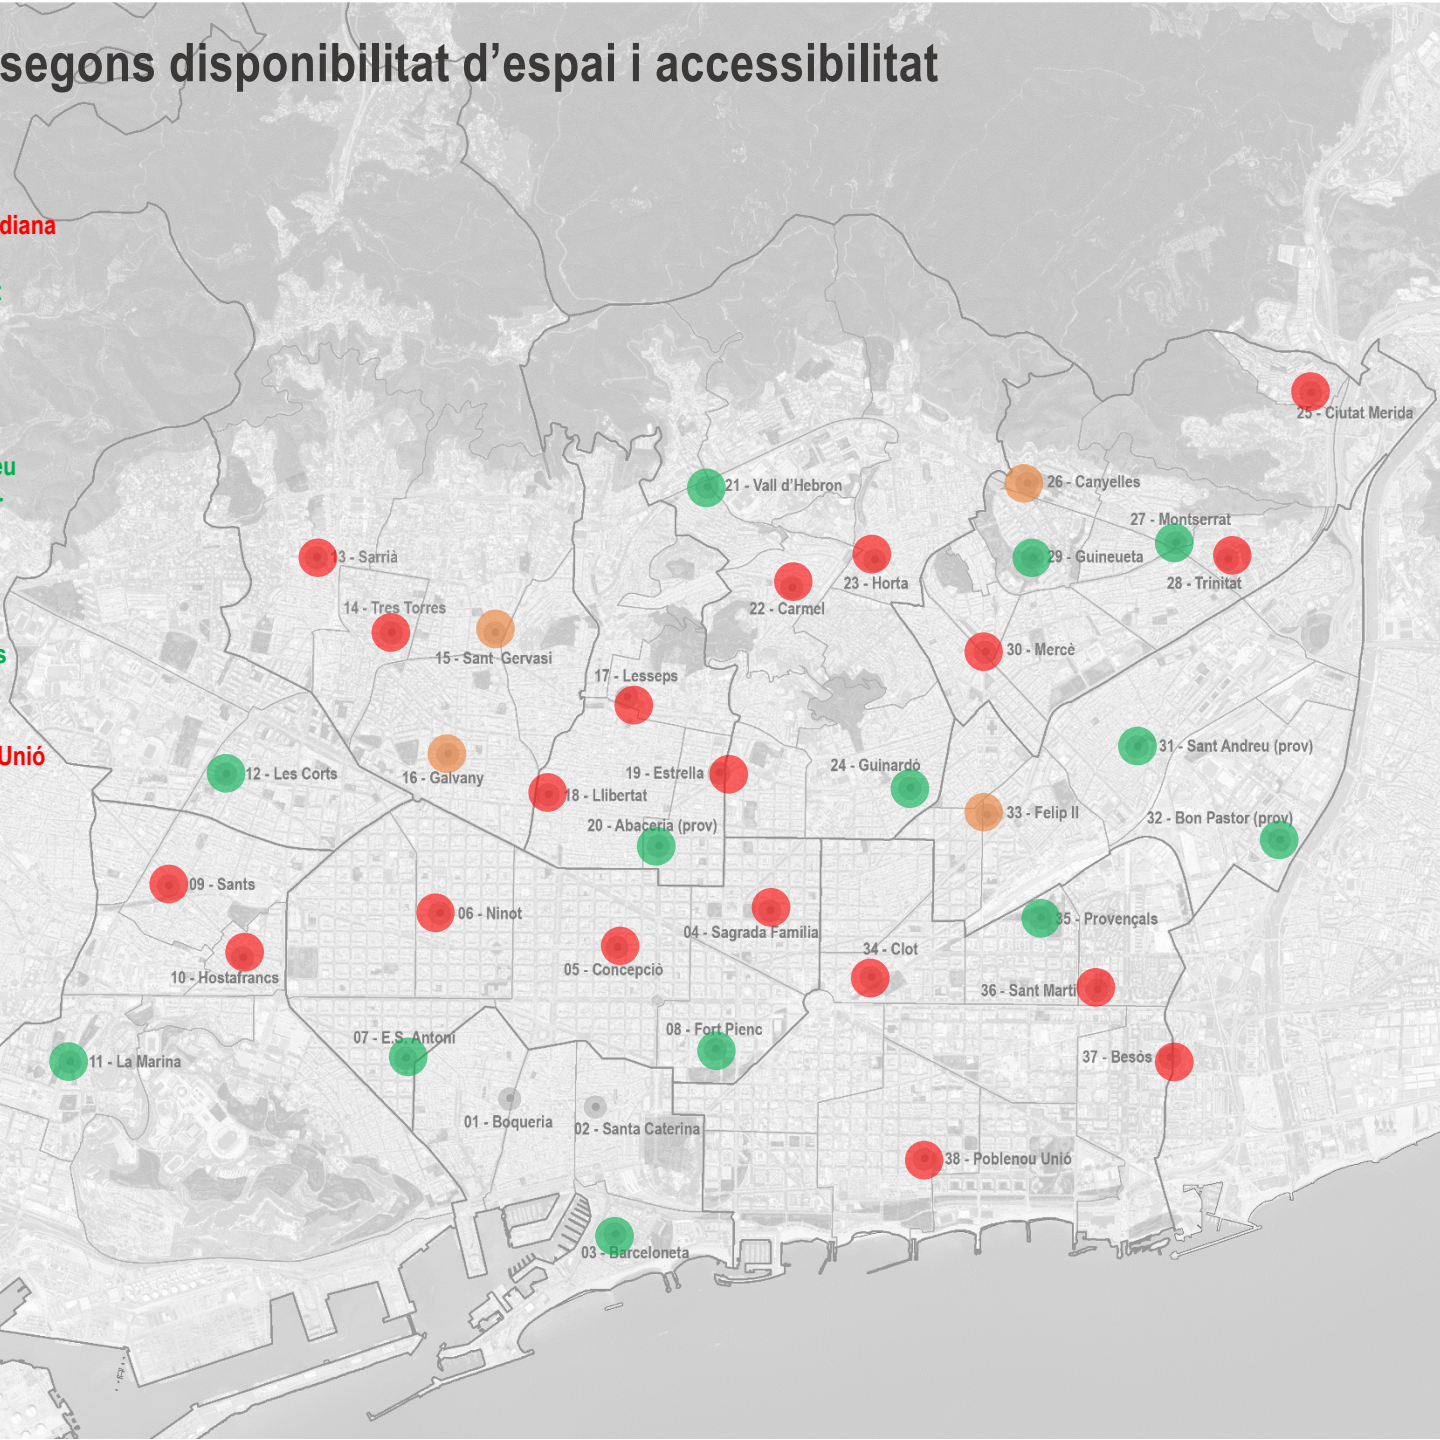 segons disponibilitat d’espai i accessibilitat
diana
eu
s
Unió
25 - Ciutat Merida
26 - Canyelles
21 - Vall d’Hebron
27 - Montserrat
13 - Sarrià
29 - Guineueta
23 - Horta
28 - Trinitat
14 - Tres Torres
22 - Carmel
15 - Sant Gervasi
30 - Mercè
17 - Lesseps
31 - Sant Andreu (prov)
12 - Les Corts
16 - Galvany
19 - Estrella
24 - Guinardó
18 - Llibertat
33 - Felip II
32 - Bon Pastor (prov)
20 - Abaceria (prov)
09 - Sants
06 - Ninot
04 - Sagrada Familia
35 - Provençals
34 - Clot
05 - Concepciò
10 - Hostafrancs
36 - Sant Martí
08 - Fort Pienc
07 - E.S. Antoni
37 - Besòs
11 - La Marina
01 - Boqueria
02 - Santa Caterina
38 - Poblenou Unió
03 - Barceloneta